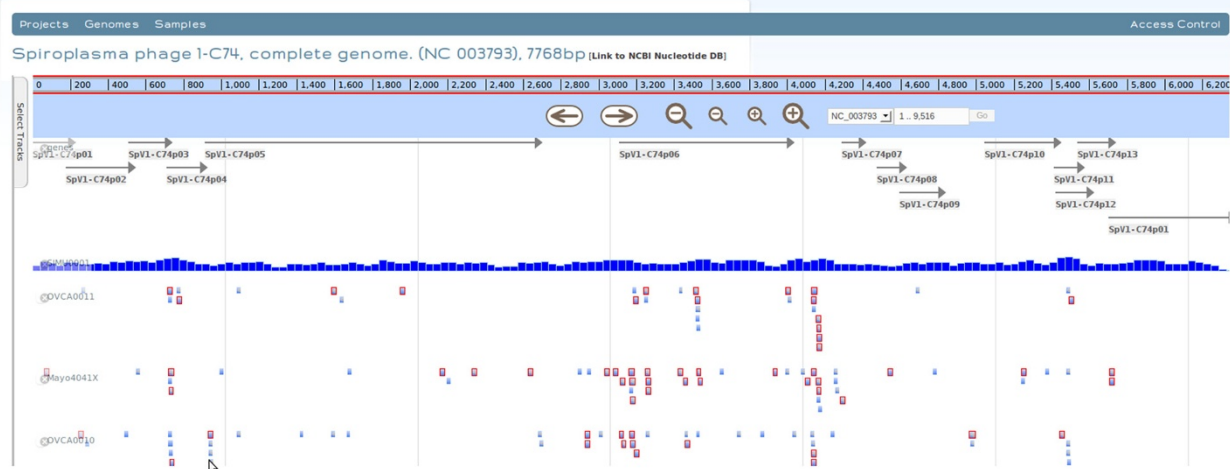 Projects Genomes Samples Access Control
Spiroplasma phage 1-C74, complete genome. (NC 003793), 7768bp [Link to NCBI Nucleotide DB]
Select Tracks
0 200 400 600 800 1,000 1,200 1,400 1,600 1,800 2,000 2,200 2,400 2,600 2,800 3,000 3,200 3,400 3,600 3,800 4,000 4,200 4,400 4,600 4,800 5,000 5,200 5,400 5,600 5,800 6,000 6,200
NC_003793 1 .. 9,516 Go
genes
SpV1-C74p01 SpV1-C74p03 SpV1-C74p05 SpV1-C74p06 SpV1-C74p07 SpV1-C74p10 SpV1-C74p13
SpV1-C74p02 SpV1-C74p04 SpV1-C74p08 SpV1-C74p11
SpV1-C74p09 SpV1-C74p12
SpV1-C74p01
OVCA0011
Mayo4041X
OVCA0010